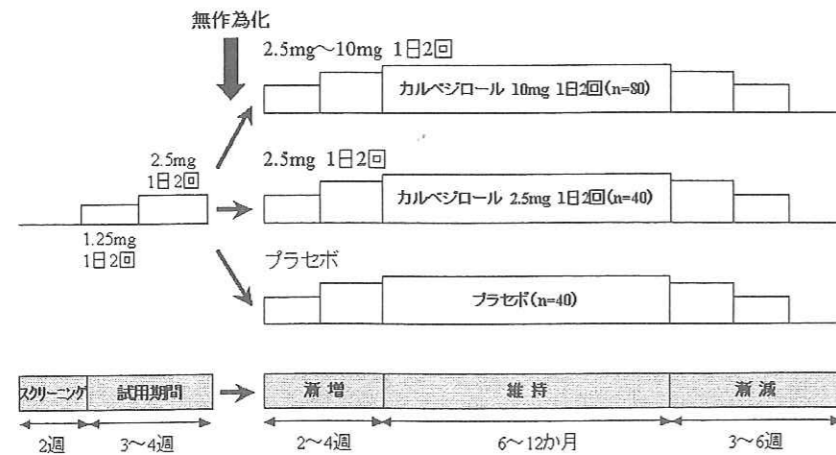 無作為化
2.5mg～10mg 1日2回
カルベジロール 10mg 1日2回(n=80)
2.5mg
1日2回
2.5mg 1日2回
カルベジロール 2.5mg 1日2回(n=40)
1.25mg
1日2回
プラセボ
プラセボ(n=40)
スクリーニング 試用期間 漸増 維持 漸減
2週 3～4週 2～4週 6～12か月 3～6週